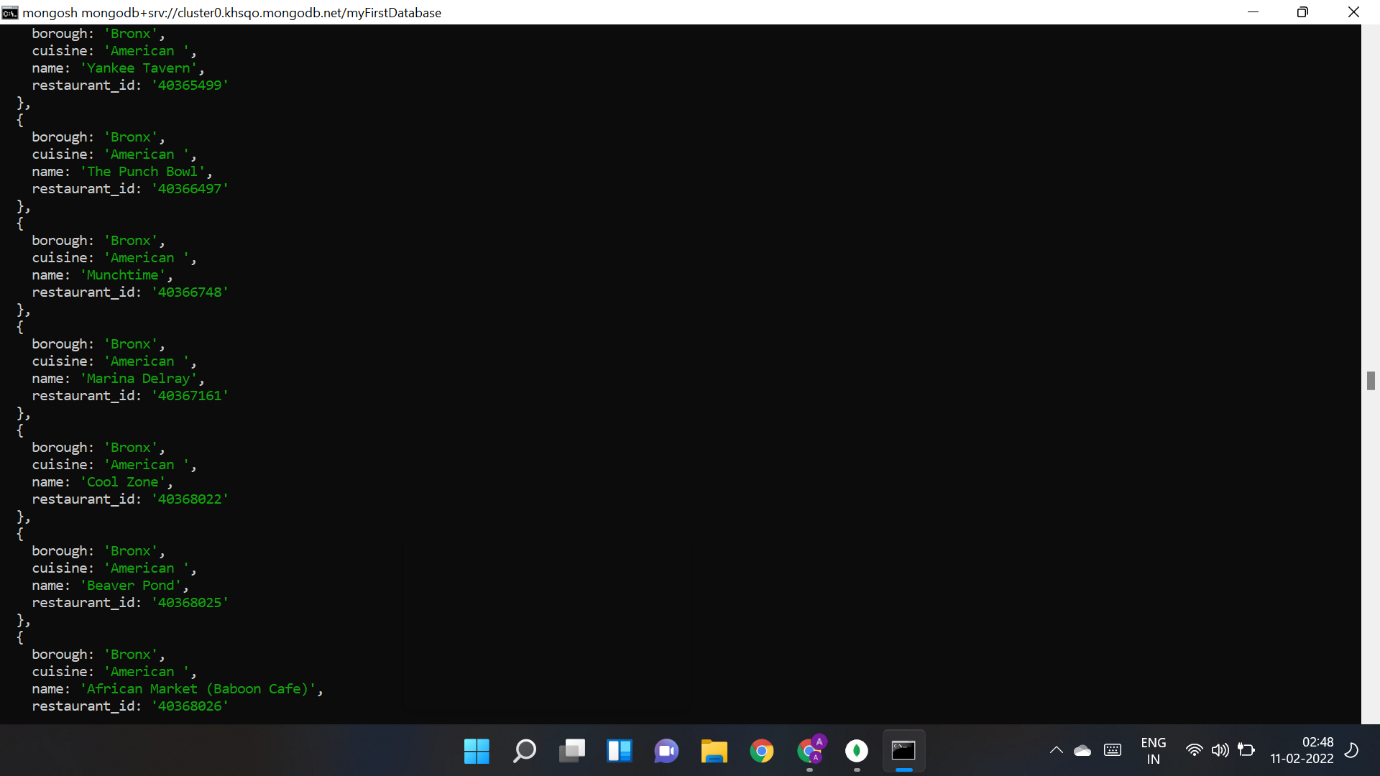 mongosh mongodb+srv://cluster0.khsqo.mongodb.net/myFirstDatabase
borough: 'Bronx',
cuisine: 'American ',
name: 'Yankee Tavern',
restaurant_id: '40365499'
},
{
borough: 'Bronx',
cuisine: 'American ',
name: 'The Punch Bowl',
restaurant_id: '40366497'
},
{
borough: 'Bronx',
cuisine: 'American ',
name: 'Munchtime',
restaurant_id: '40366748'
},
{
borough: 'Bronx',
cuisine: 'American ',
name: 'Marina Delray',
restaurant_id: '40367161'
},
{
borough: 'Bronx',
cuisine: 'American ',
name: 'Cool Zone',
restaurant_id: '40368022'
},
{
borough: 'Bronx',
cuisine: 'American ',
name: 'Beaver Pond',
restaurant_id: '40368025'
},
{
borough: 'Bronx',
cuisine: 'American ',
name: 'African Market (Baboon Cafe)',
restaurant_id: '40368026'
A
A
ENG
IN
02:48
11-02-2022